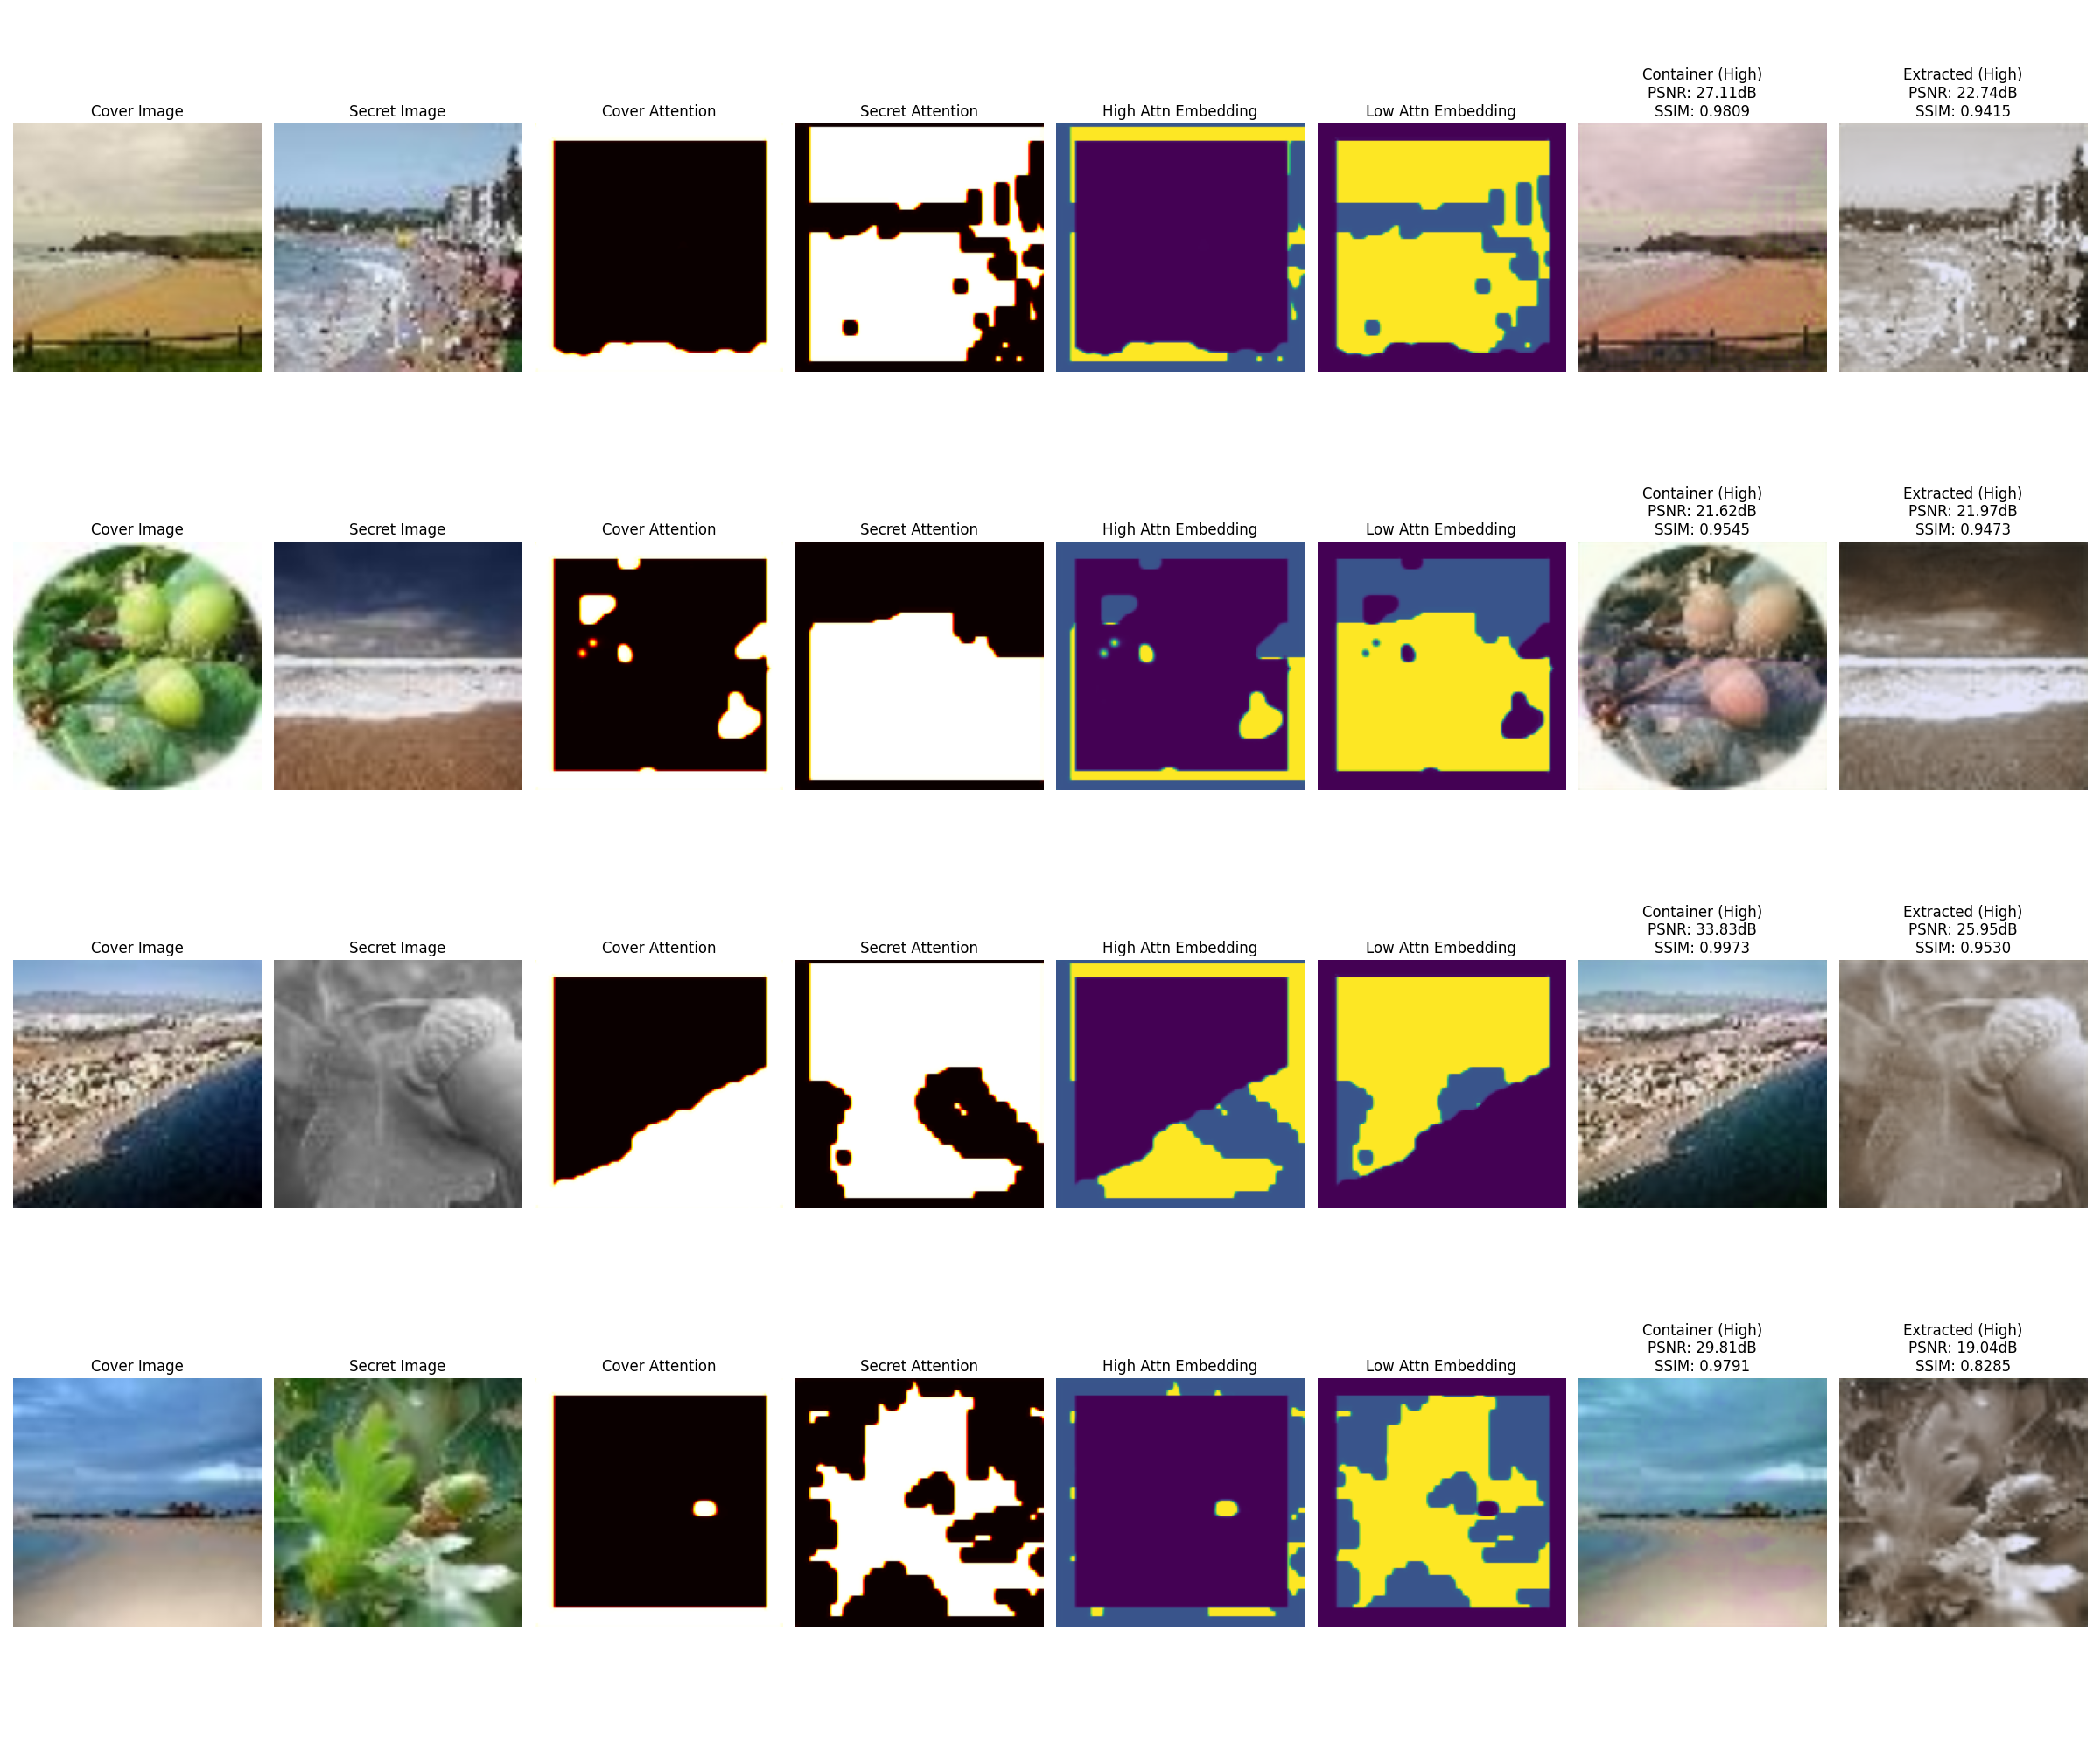 Cover Image
Secret Image
Cover Attention
Secret Attention
High Attn Embedding
Low Attn Embedding
Container (High)
PSNR: 27.11dB
SSIM: 0.9809
Extracted (High)
PSNR: 22.74dB
SSIM: 0.9415
Cover Image
Secret Image
Cover Attention
Secret Attention
High Attn Embedding
Low Attn Embedding
Container (High)
PSNR: 21.62dB
SSIM: 0.9545
Extracted (High)
PSNR: 21.97dB
SSIM: 0.9473
Cover Image
Secret Image
Cover Attention
Secret Attention
High Attn Embedding
Low Attn Embedding
Container (High)
PSNR: 33.83dB
SSIM: 0.9973
Extracted (High)
PSNR: 25.95dB
SSIM: 0.9530
Cover Image
Secret Image
Cover Attention
Secret Attention
High Attn Embedding
Low Attn Embedding
Container (High)
PSNR: 29.81dB
SSIM: 0.9791
Extracted (High)
PSNR: 19.04dB
SSIM: 0.8285